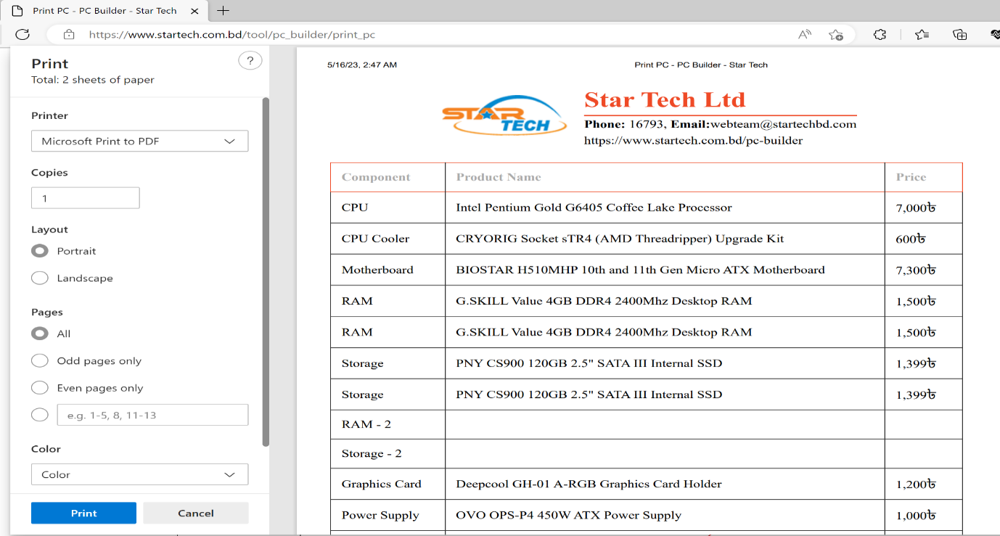 Print PC - PC Builder - Star Tech
https://www.startech.com.bd/tool/pc_builder/print_pc
Print
?
Total: 2 sheets of paper
Printer
Microsoft Print to PDF
Copies
1
Layout
Portrait
Landscape
Pages
All
Odd pages only
Even pages only
e.g. 1-5, 8, 11-13
Color
Color
Print Cancel
5/16/23, 2:47 AM Print PC - PC Builder - Star Tech
STAR
TECH
Star Tech Ltd
Phone: 16793, Email:webteam@startechbd.com
https://www.startech.com.bd/pc-builder
Component Product Name Price
CPU Intel Pentium Gold G6405 Coffee Lake Processor 7,000৳
CPU Cooler CRYORIG Socket sTR4 (AMD Threadripper) Upgrade Kit 600৳
Motherboard BIOSTAR H510MHP 10th and 11th Gen Micro ATX Motherboard 7,300৳
RAM G.SKILL Value 4GB DDR4 2400Mhz Desktop RAM 1,500৳
RAM G.SKILL Value 4GB DDR4 2400Mhz Desktop RAM 1,500৳
Storage PNY CS900 120GB 2.5" SATA III Internal SSD 1,399৳
Storage PNY CS900 120GB 2.5" SATA III Internal SSD 1,399৳
RAM - 2
Storage - 2
Graphics Card Deepcool GH-01 A-RGB Graphics Card Holder 1,200৳
Power Supply OVO OPS-P4 450W ATX Power Supply 1,000৳